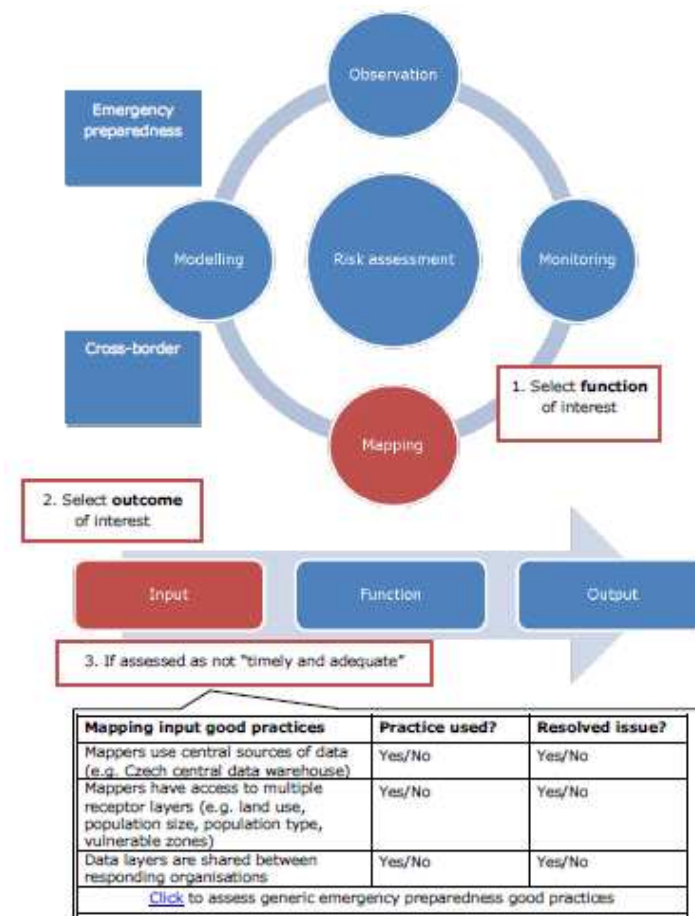 Observation
Emergency
preparedness
Modelling
Risk assessment
Monitoring
Cross-border
1. Select function
of interest
Mapping
2. Select outcome
of interest
Input
Function
Output
3. If assessed as not "timely and adequate"
Mapping input good practices
Practice used?
Resolved issue?
Mappers use central sources of data
(e.g. Czech central data warehouse)
Yes/No
Yes/No
Mappers have access to multiple
receptor layers (e.g. land use,
population size, population type,
vulnerable zones)
Yes/No
Yes/No
Data layers are shared between
responding organisations
Yes/No
Yes/No
Click to assess generic emergency preparedness good practices